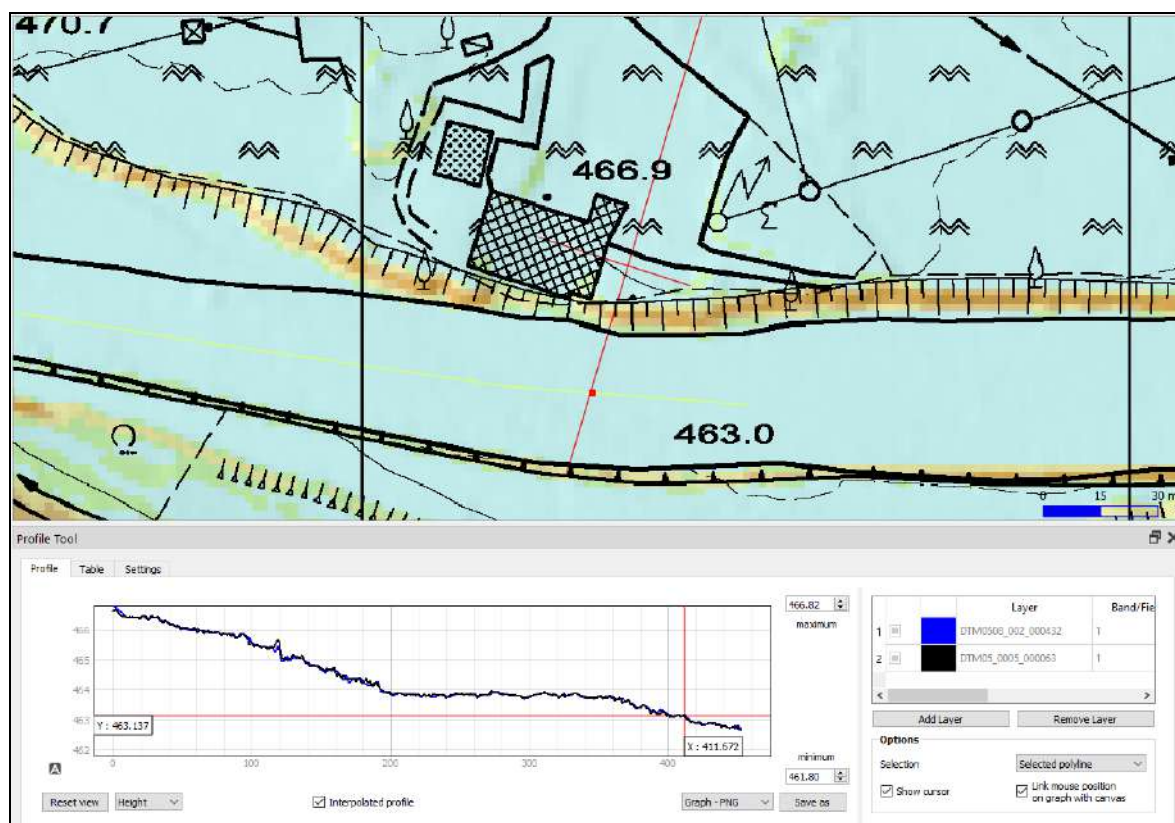 470.7
466.9
463.0
0 15 30 m
Profile Tool
Profile Table Settings
466
465
464
463
462
Y : 463.137
X : 411.672
0 100 200 300 400
466.82
maximum
minimum
461.80
Reset view Height Interpolated profile Graph - PNG Save as
Layer Band/Fie
1 DTM0508_002_000432 1
2 DTM05_0005_000063 1
Add Layer Remove Layer
Options
Selection Selected polyline
Show cursor Link mouse position
on graph with canvas